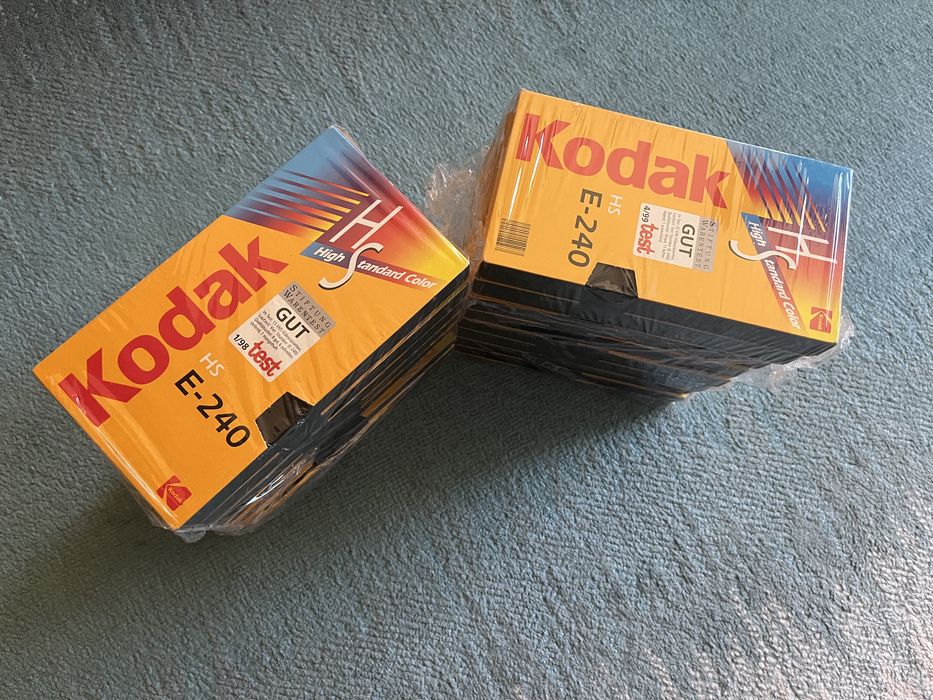 Kodak
HS
E-240
HS
High Standard Color
STIFTUNG
WARENTEST
GUT
test
1/98
Kodak
Kodak
HS
E-240
STIFTUNG
WARENTEST
GUT
test
4/99
HS
High Standard Color
Kodak